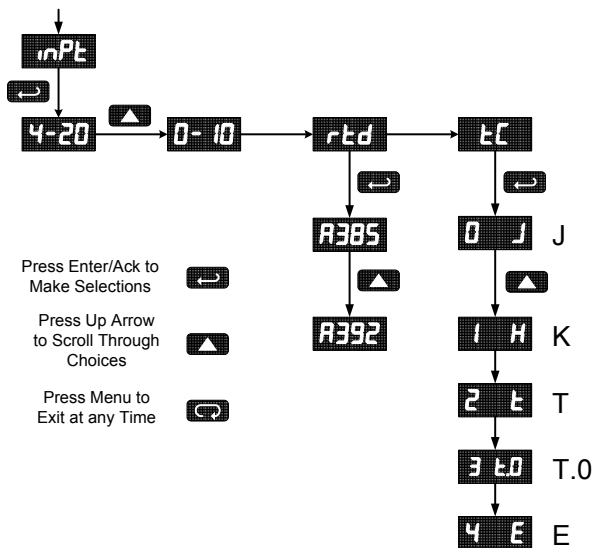 inPt
4-20
0-10
rtd
tC
A385
0 J
J
Press Enter/Ack to
Make Selections
A392
1 H
K
Press Up Arrow
to Scroll Through
Choices
2 t
T
Press Menu to
Exit at any Time
3 t.0
T.0
4 E
E